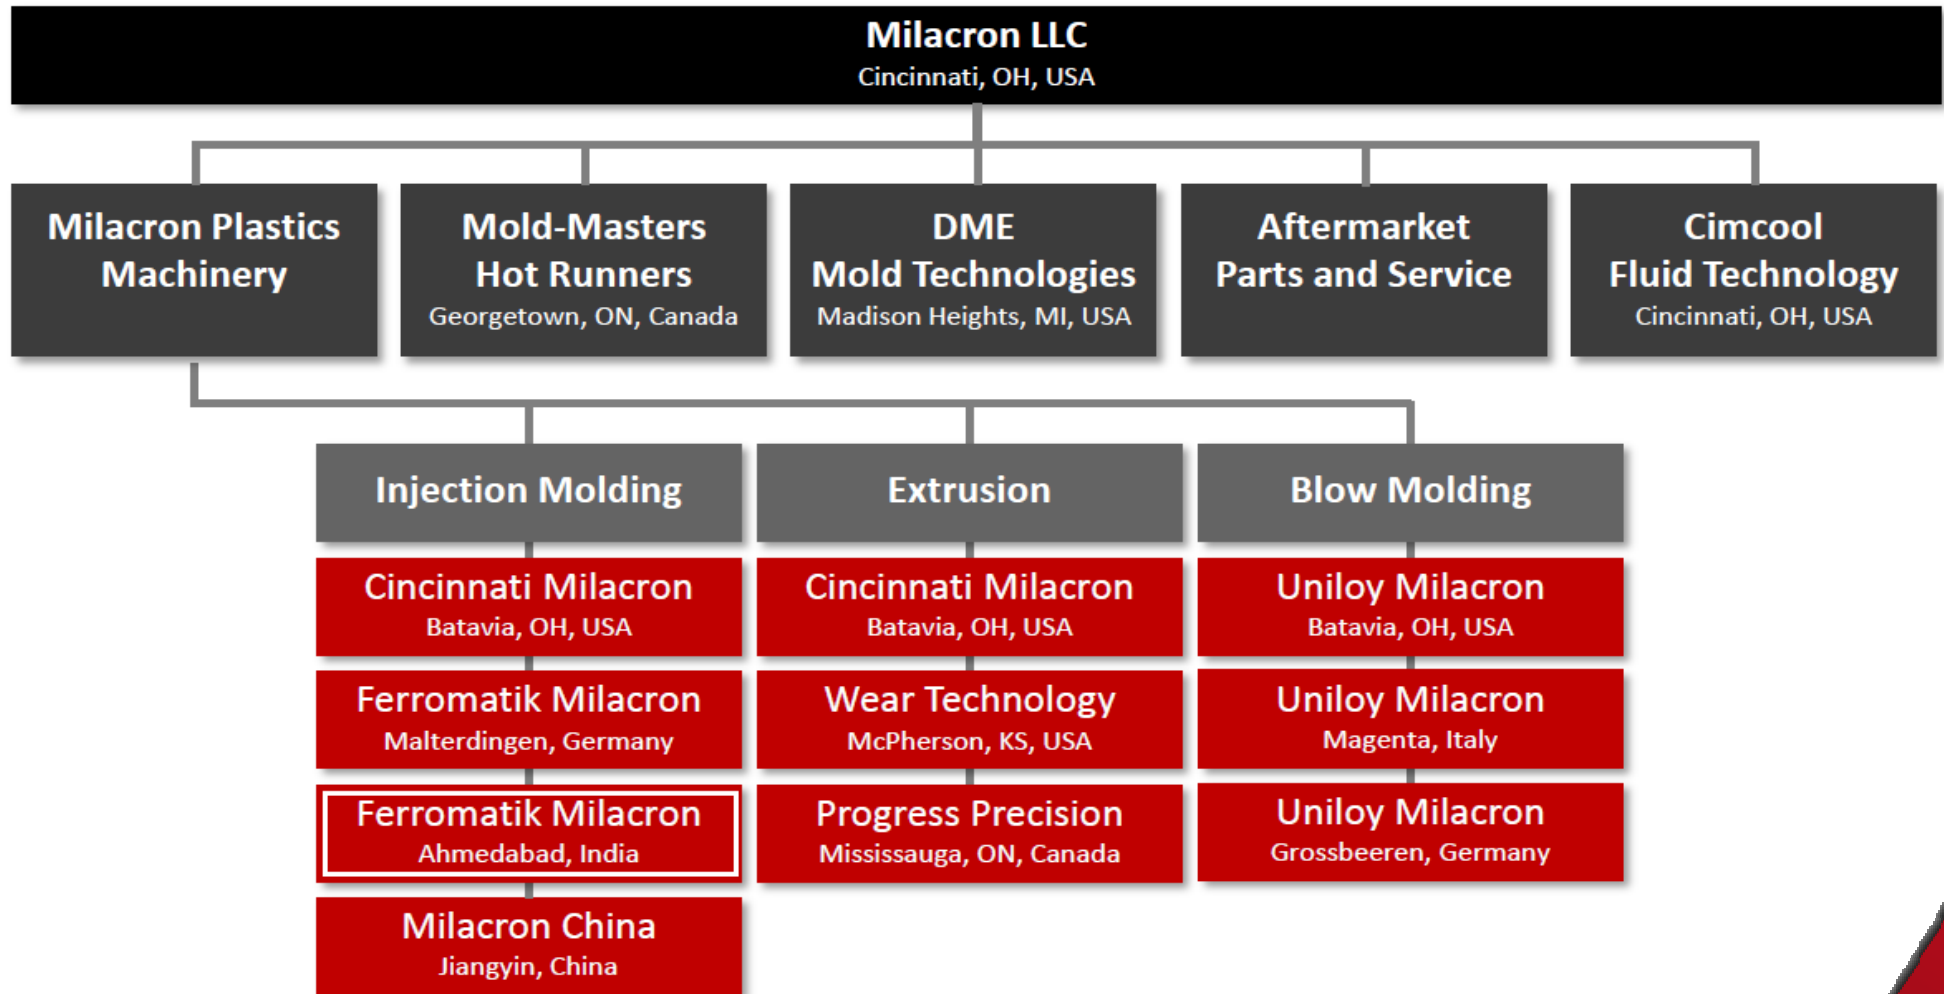 Milacron LLC
Cincinnati, OH, USA
Milacron Plastics
Machinery
Mold-Masters
Hot Runners
Georgetown, ON, Canada
DME
Mold Technologies
Madison Heights, MI, USA
Aftermarket
Parts and Service
Cimcool
Fluid Technology
Cincinnati, OH, USA
Injection Molding
Cincinnati Milacron
Batavia, OH, USA
Ferromatik Milacron
Malterdingen, Germany
Ferromatik Milacron
Ahmedabad, India
Milacron China
Jiangyin, China
Extrusion
Cincinnati Milacron
Batavia, OH, USA
Wear Technology
McPherson, KS, USA
Progress Precision
Mississauga, ON, Canada
Blow Molding
Uniloy Milacron
Batavia, OH, USA
Uniloy Milacron
Magenta, Italy
Uniloy Milacron
Grossbeeren, Germany